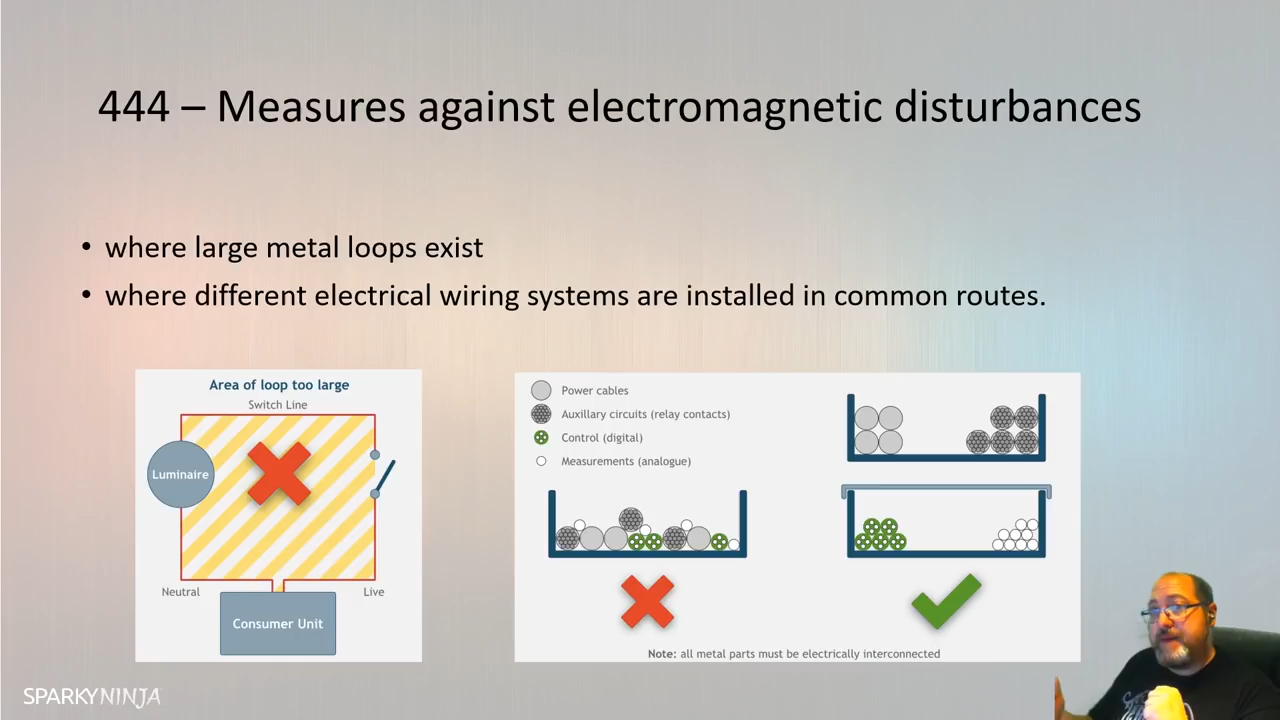 444 – Measures against electromagnetic disturbances
• where large metal loops exist
• where different electrical wiring systems are installed in common routes.
Area of loop too large
Switch Line
Luminaire
Neutral
Live
Consumer Unit
Power cables
Auxillary circuits (relay contacts)
Control (digital)
Measurements (analogue)
Note: all metal parts must be electrically interconnected
SPARKYNINJA